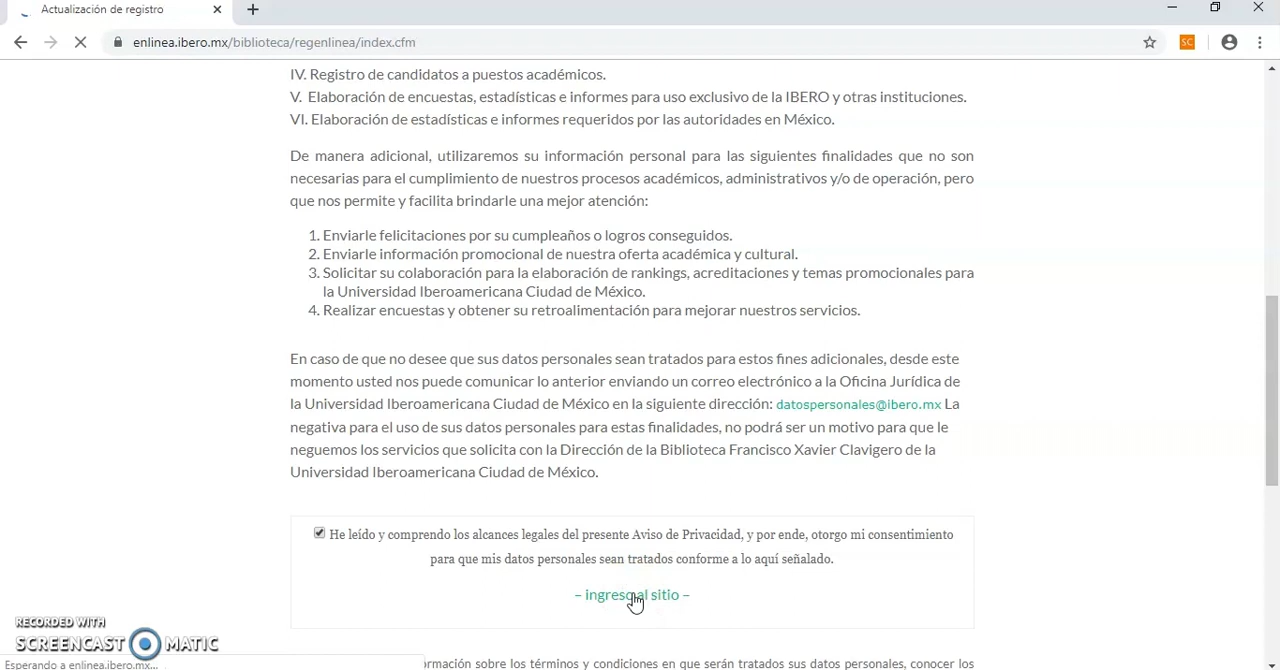 Actualización de registro
enlinea.ibero.mx/biblioteca/regenlinea/index.cfm
SC
IV. Registro de candidatos a puestos académicos.
V. Elaboración de encuestas, estadísticas e informes para uso exclusivo de la IBERO y otras instituciones.
VI. Elaboración de estadísticas e informes requeridos por las autoridades en México.
De manera adicional, utilizaremos su información personal para las siguientes finalidades que no son
necesarias para el cumplimiento de nuestros procesos académicos, administrativos y/o de operación, pero
que nos permite y facilita brindarle una mejor atención:
1. Enviarle felicitaciones por su cumpleaños o logros conseguidos.
2. Enviarle información promocional de nuestra oferta académica y cultural.
3. Solicitar su colaboración para la elaboración de rankings, acreditaciones y temas promocionales para
la Universidad Iberoamericana Ciudad de México.
4. Realizar encuestas y obtener su retroalimentación para mejorar nuestros servicios.
En caso de que no desee que sus datos personales sean tratados para estos fines adicionales, desde este
momento usted nos puede comunicar lo anterior enviando un correo electrónico a la Oficina Jurídica de
la Universidad Iberoamericana Ciudad de México en la siguiente dirección: datospersonales@ibero.mx La
negativa para el uso de sus datos personales para estas finalidades, no podrá ser un motivo para que le
neguemos los servicios que solicita con la Dirección de la Biblioteca Francisco Xavier Clavigero de la
Universidad Iberoamericana Ciudad de México.
He leído y comprendo los alcances legales del presente Aviso de Privacidad, y por ende, otorgo mi consentimiento
para que mis datos personales sean tratados conforme a lo aquí señalado.
– ingreso al sitio –
RECORDED WITH
SCREENCAST MATIC
Esperando a enlinea.ibero.mx...
ormación sobre los términos y condiciones en que serán tratados sus datos personales, conocer los